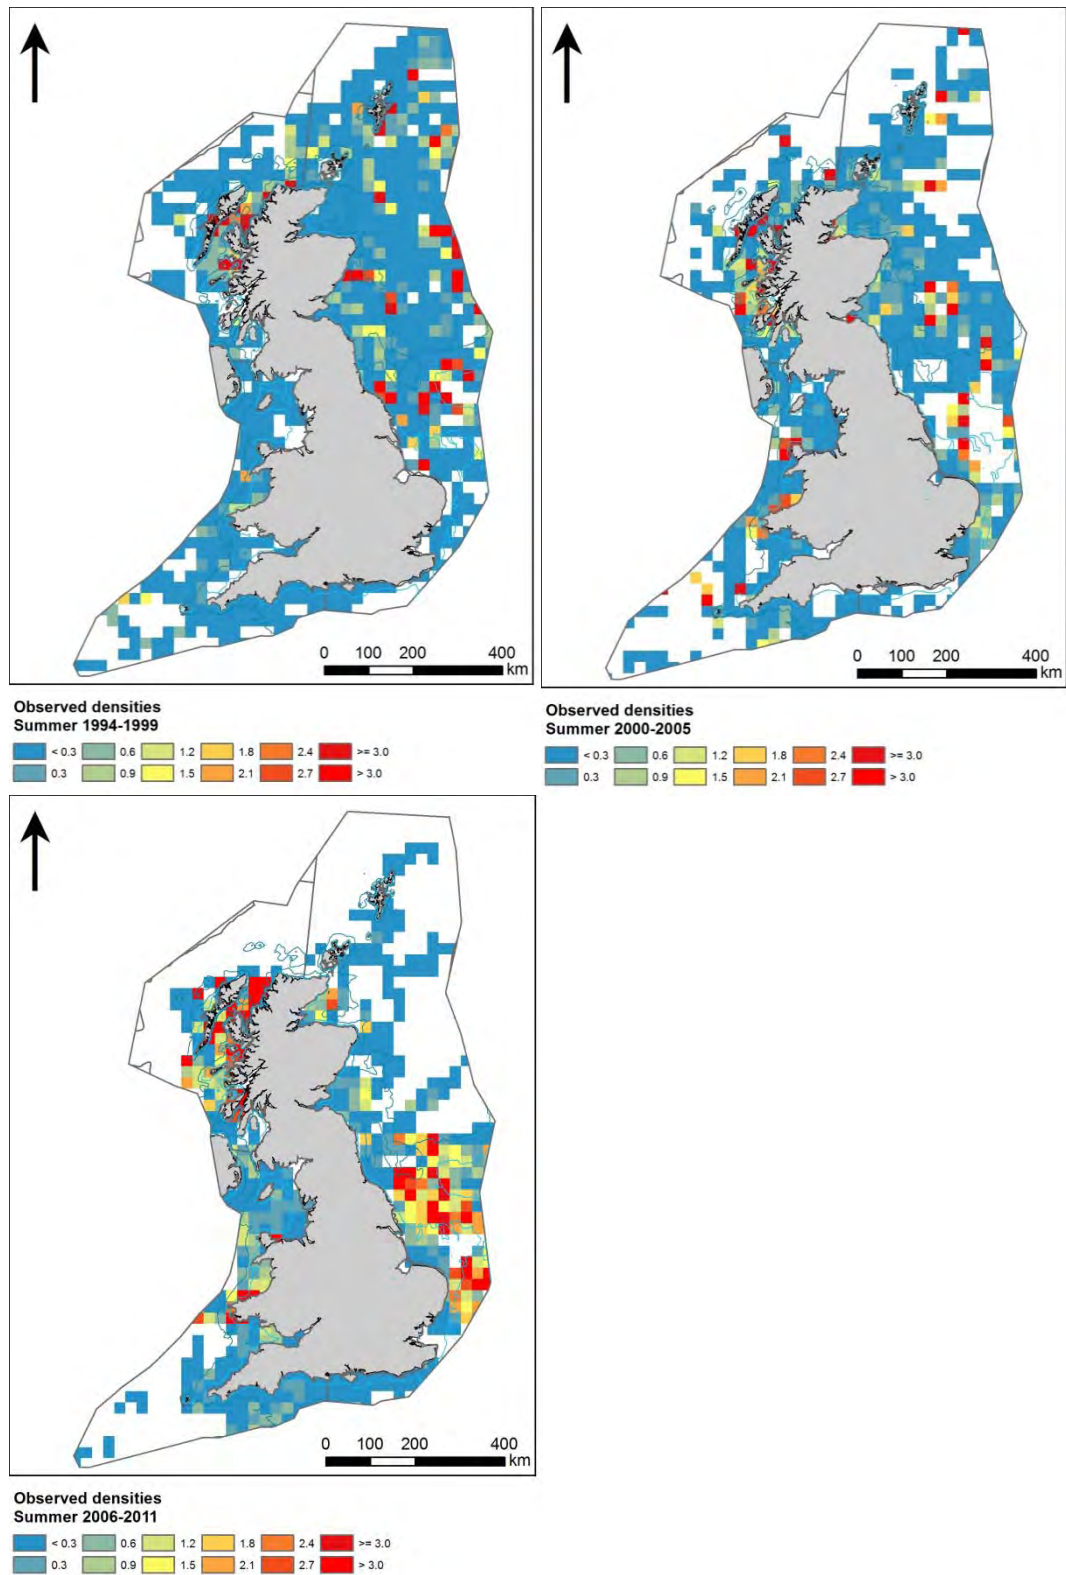 0 100 200 400
km
0 100 200 400
km
Observed densities
Summer 1994-1999
< 0.3 0.6 1.2 1.8 2.4 >= 3.0
0.3 0.9 1.5 2.1 2.7 > 3.0
Observed densities
Summer 2000-2005
< 0.3 0.6 1.2 1.8 2.4 >= 3.0
0.3 0.9 1.5 2.1 2.7 > 3.0
0 100 200 400
km
Observed densities
Summer 2006-2011
< 0.3 0.6 1.2 1.8 2.4 >= 3.0
0.3 0.9 1.5 2.1 2.7 > 3.0